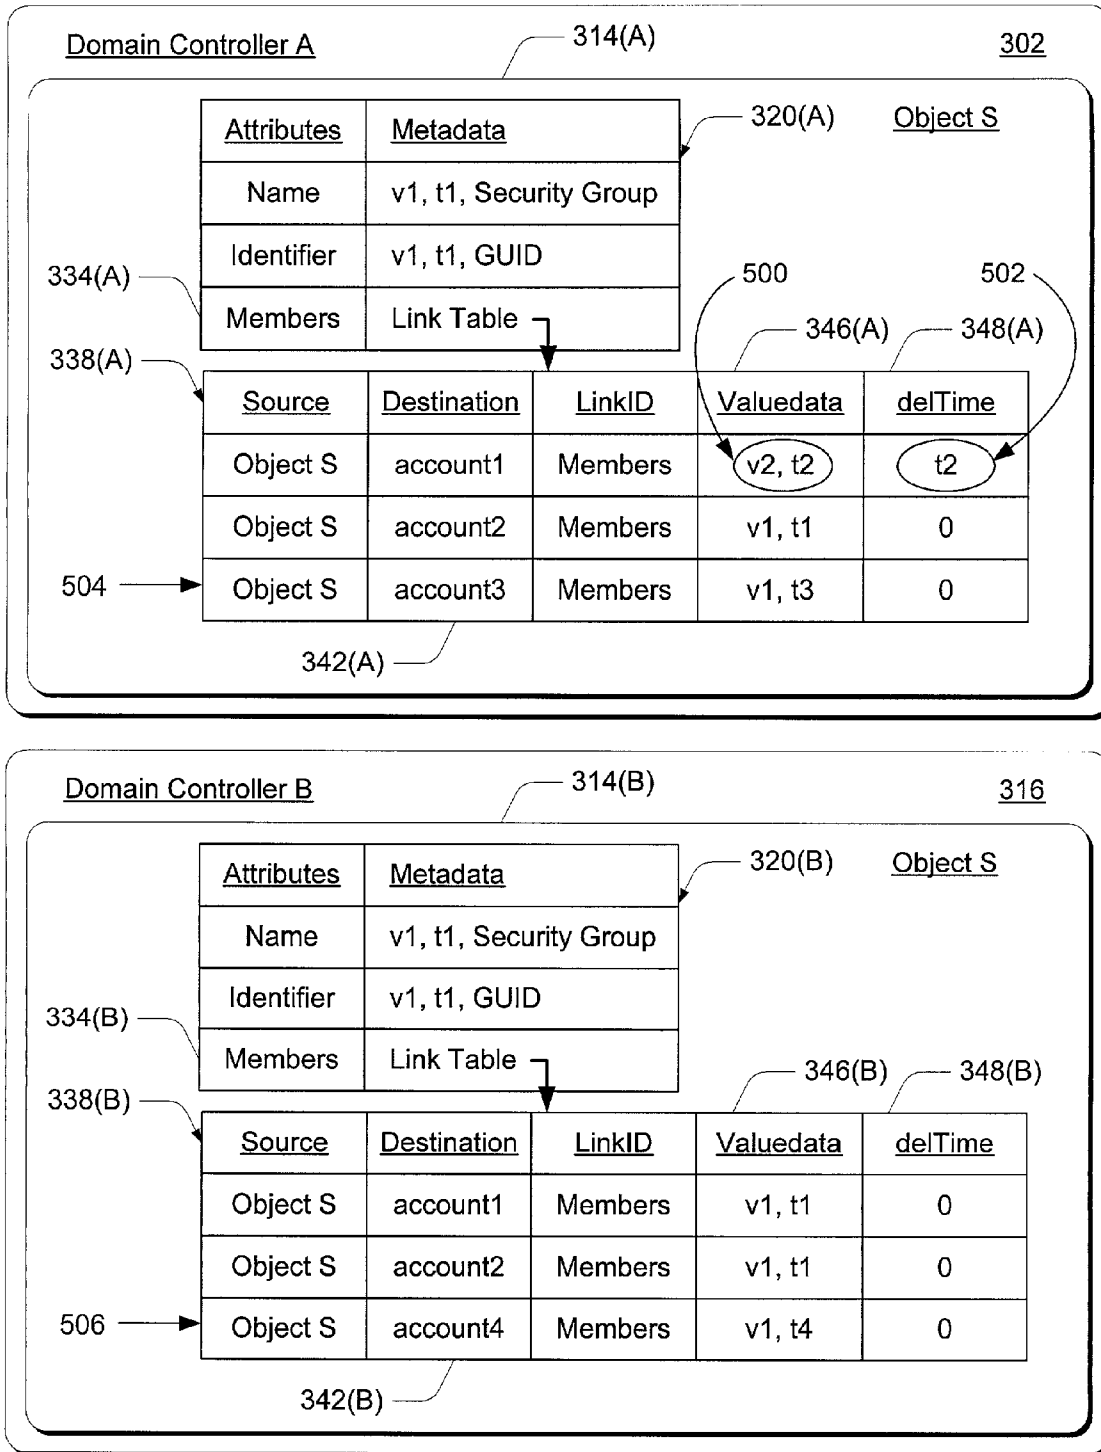 Domain Controller A 314(A) 302
Attributes Metadata 320(A) Object S
Name v1, t1, Security Group
Identifier v1, t1, GUID
334(A) 500 502
Members Link Table 346(A) 348(A)
338(A)
Source Destination LinkID Valuedata delTime
Object S account1 Members v2, t2 t2
Object S account2 Members v1, t1 0
504 Object S account3 Members v1, t3 0
342(A)
Domain Controller B 314(B) 316
Attributes Metadata 320(B) Object S
Name v1, t1, Security Group
Identifier v1, t1, GUID
334(B)
Members Link Table 346(B) 348(B)
338(B)
Source Destination LinkID Valuedata delTime
Object S account1 Members v1, t1 0
Object S account2 Members v1, t1 0
506 Object S account4 Members v1, t4 0
342(B)